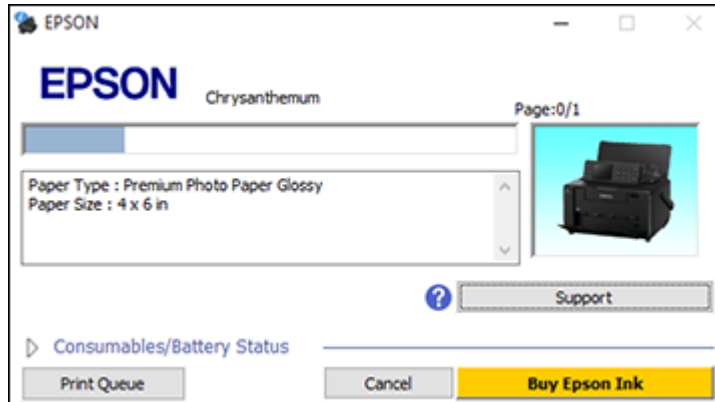 EPSON
EPSON
Chrysanthemum
Page:0/1
Paper Type : Premium Photo Paper Glossy
Paper Size : 4 x 6 in
?
Support
Consumables/Battery Status
Print Queue
Cancel
Buy Epson Ink